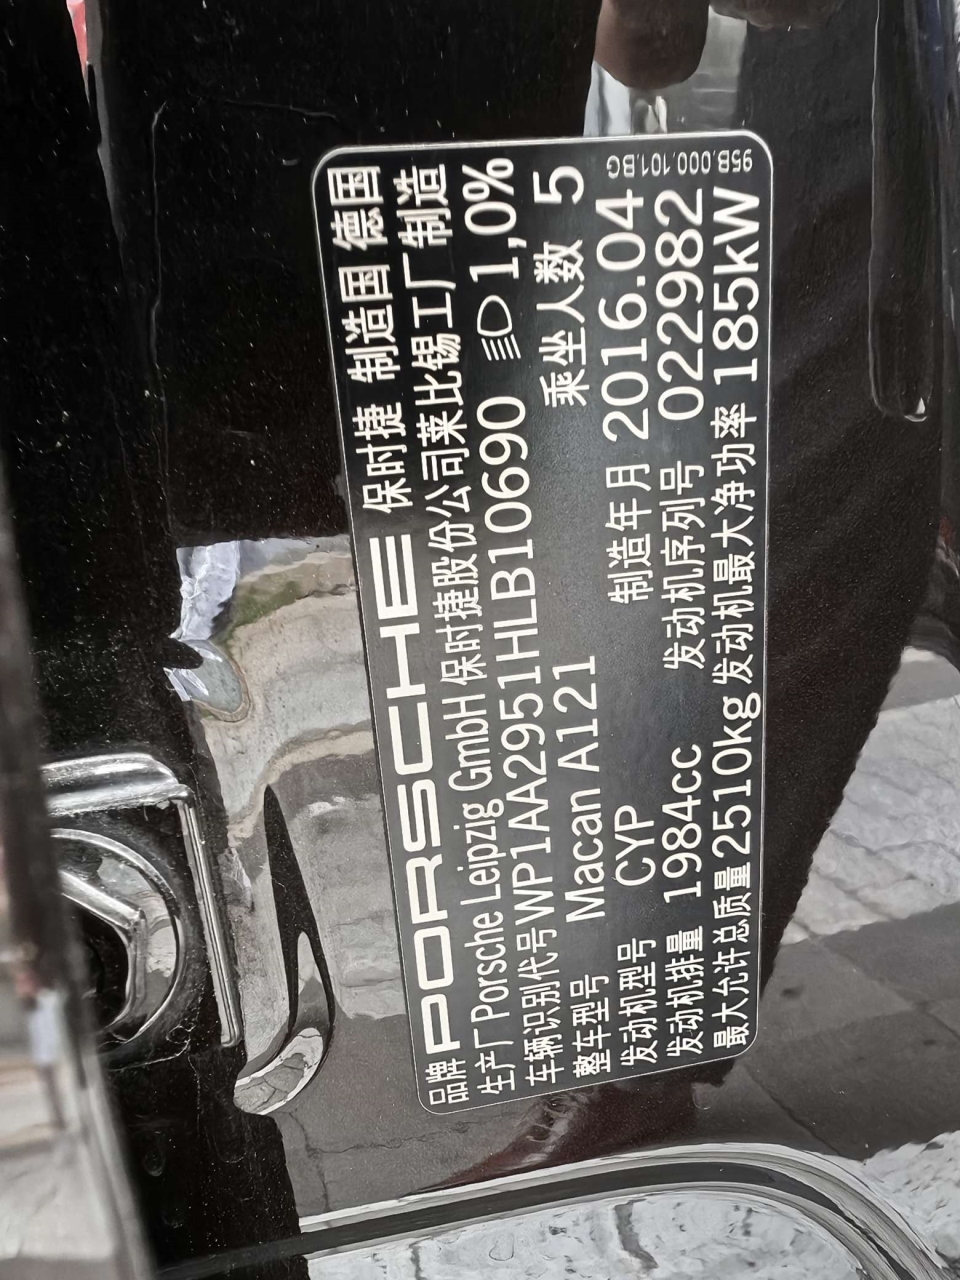 品牌 PORSCHE 保时捷 制造国 德国
生产厂 Porsche Leipzig GmbH 保时捷股份公司莱比锡工厂制造
车辆识别代号 WP1AA2951HLB10690 1,0%
整车型号 Macan A121 乘坐人数 5
发动机型号 CYP 制造年月 2016.04
发动机排量 1984cc 发动机序列号 022982
最大允许总质量 2510kg 发动机最大净功率 185kW
95B.000.101.BG